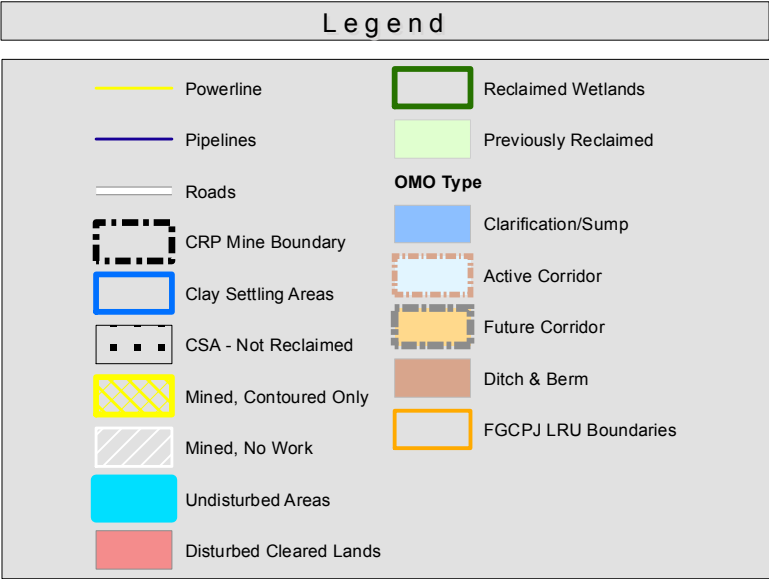 Legend
Powerline
Pipelines
Roads
CRP Mine Boundary
Clay Settling Areas
CSA - Not Reclaimed
Mined, Contoured Only
Mined, No Work
Undisturbed Areas
Disturbed Cleared Lands
Reclaimed Wetlands
Previously Reclaimed
OMO Type
Clarification/Sump
Active Corridor
Future Corridor
Ditch & Berm
FGCPJ LRU Boundaries